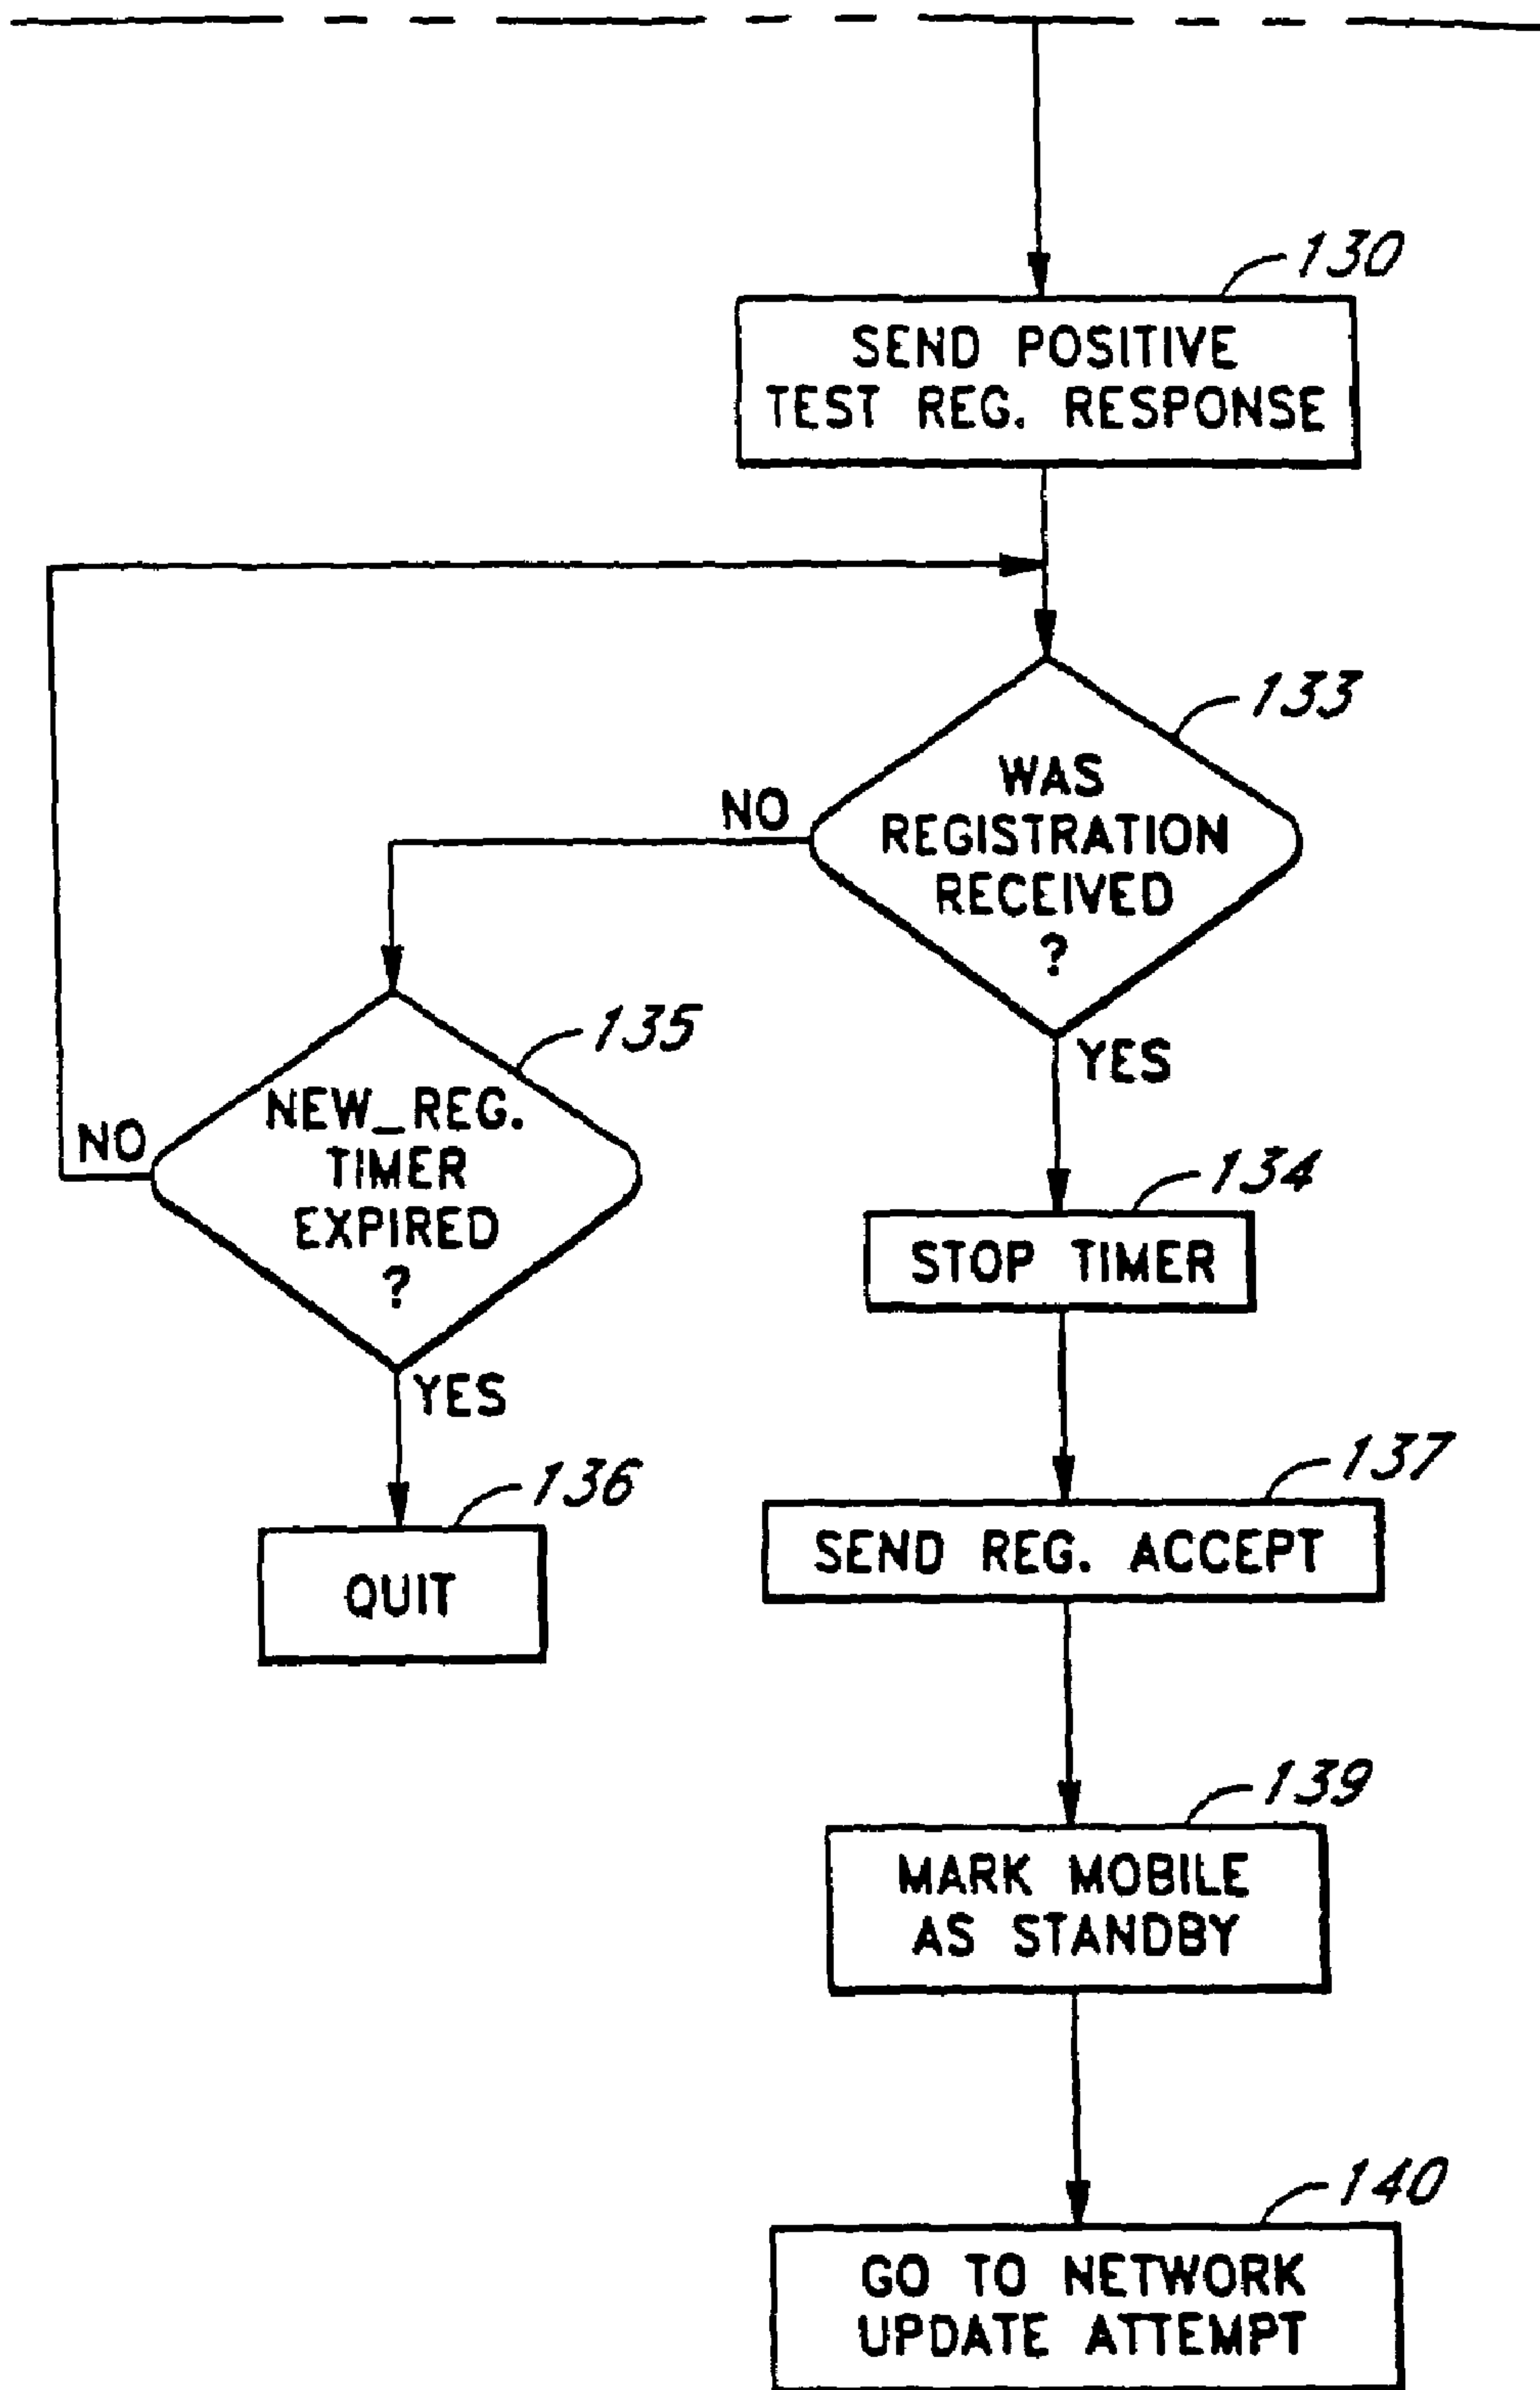 130
SEND POSITIVE
TEST REG. RESPONSE
133
WAS
REGISTRATION
RECEIVED
?
NO
YES
135
NEW_REG.
TIMER
EXPIRED
?
NO
YES
134
STOP TIMER
136
QUIT
137
SEND REG. ACCEPT
139
MARK MOBILE
AS STANDBY
140
GO TO NETWORK
UPDATE ATTEMPT